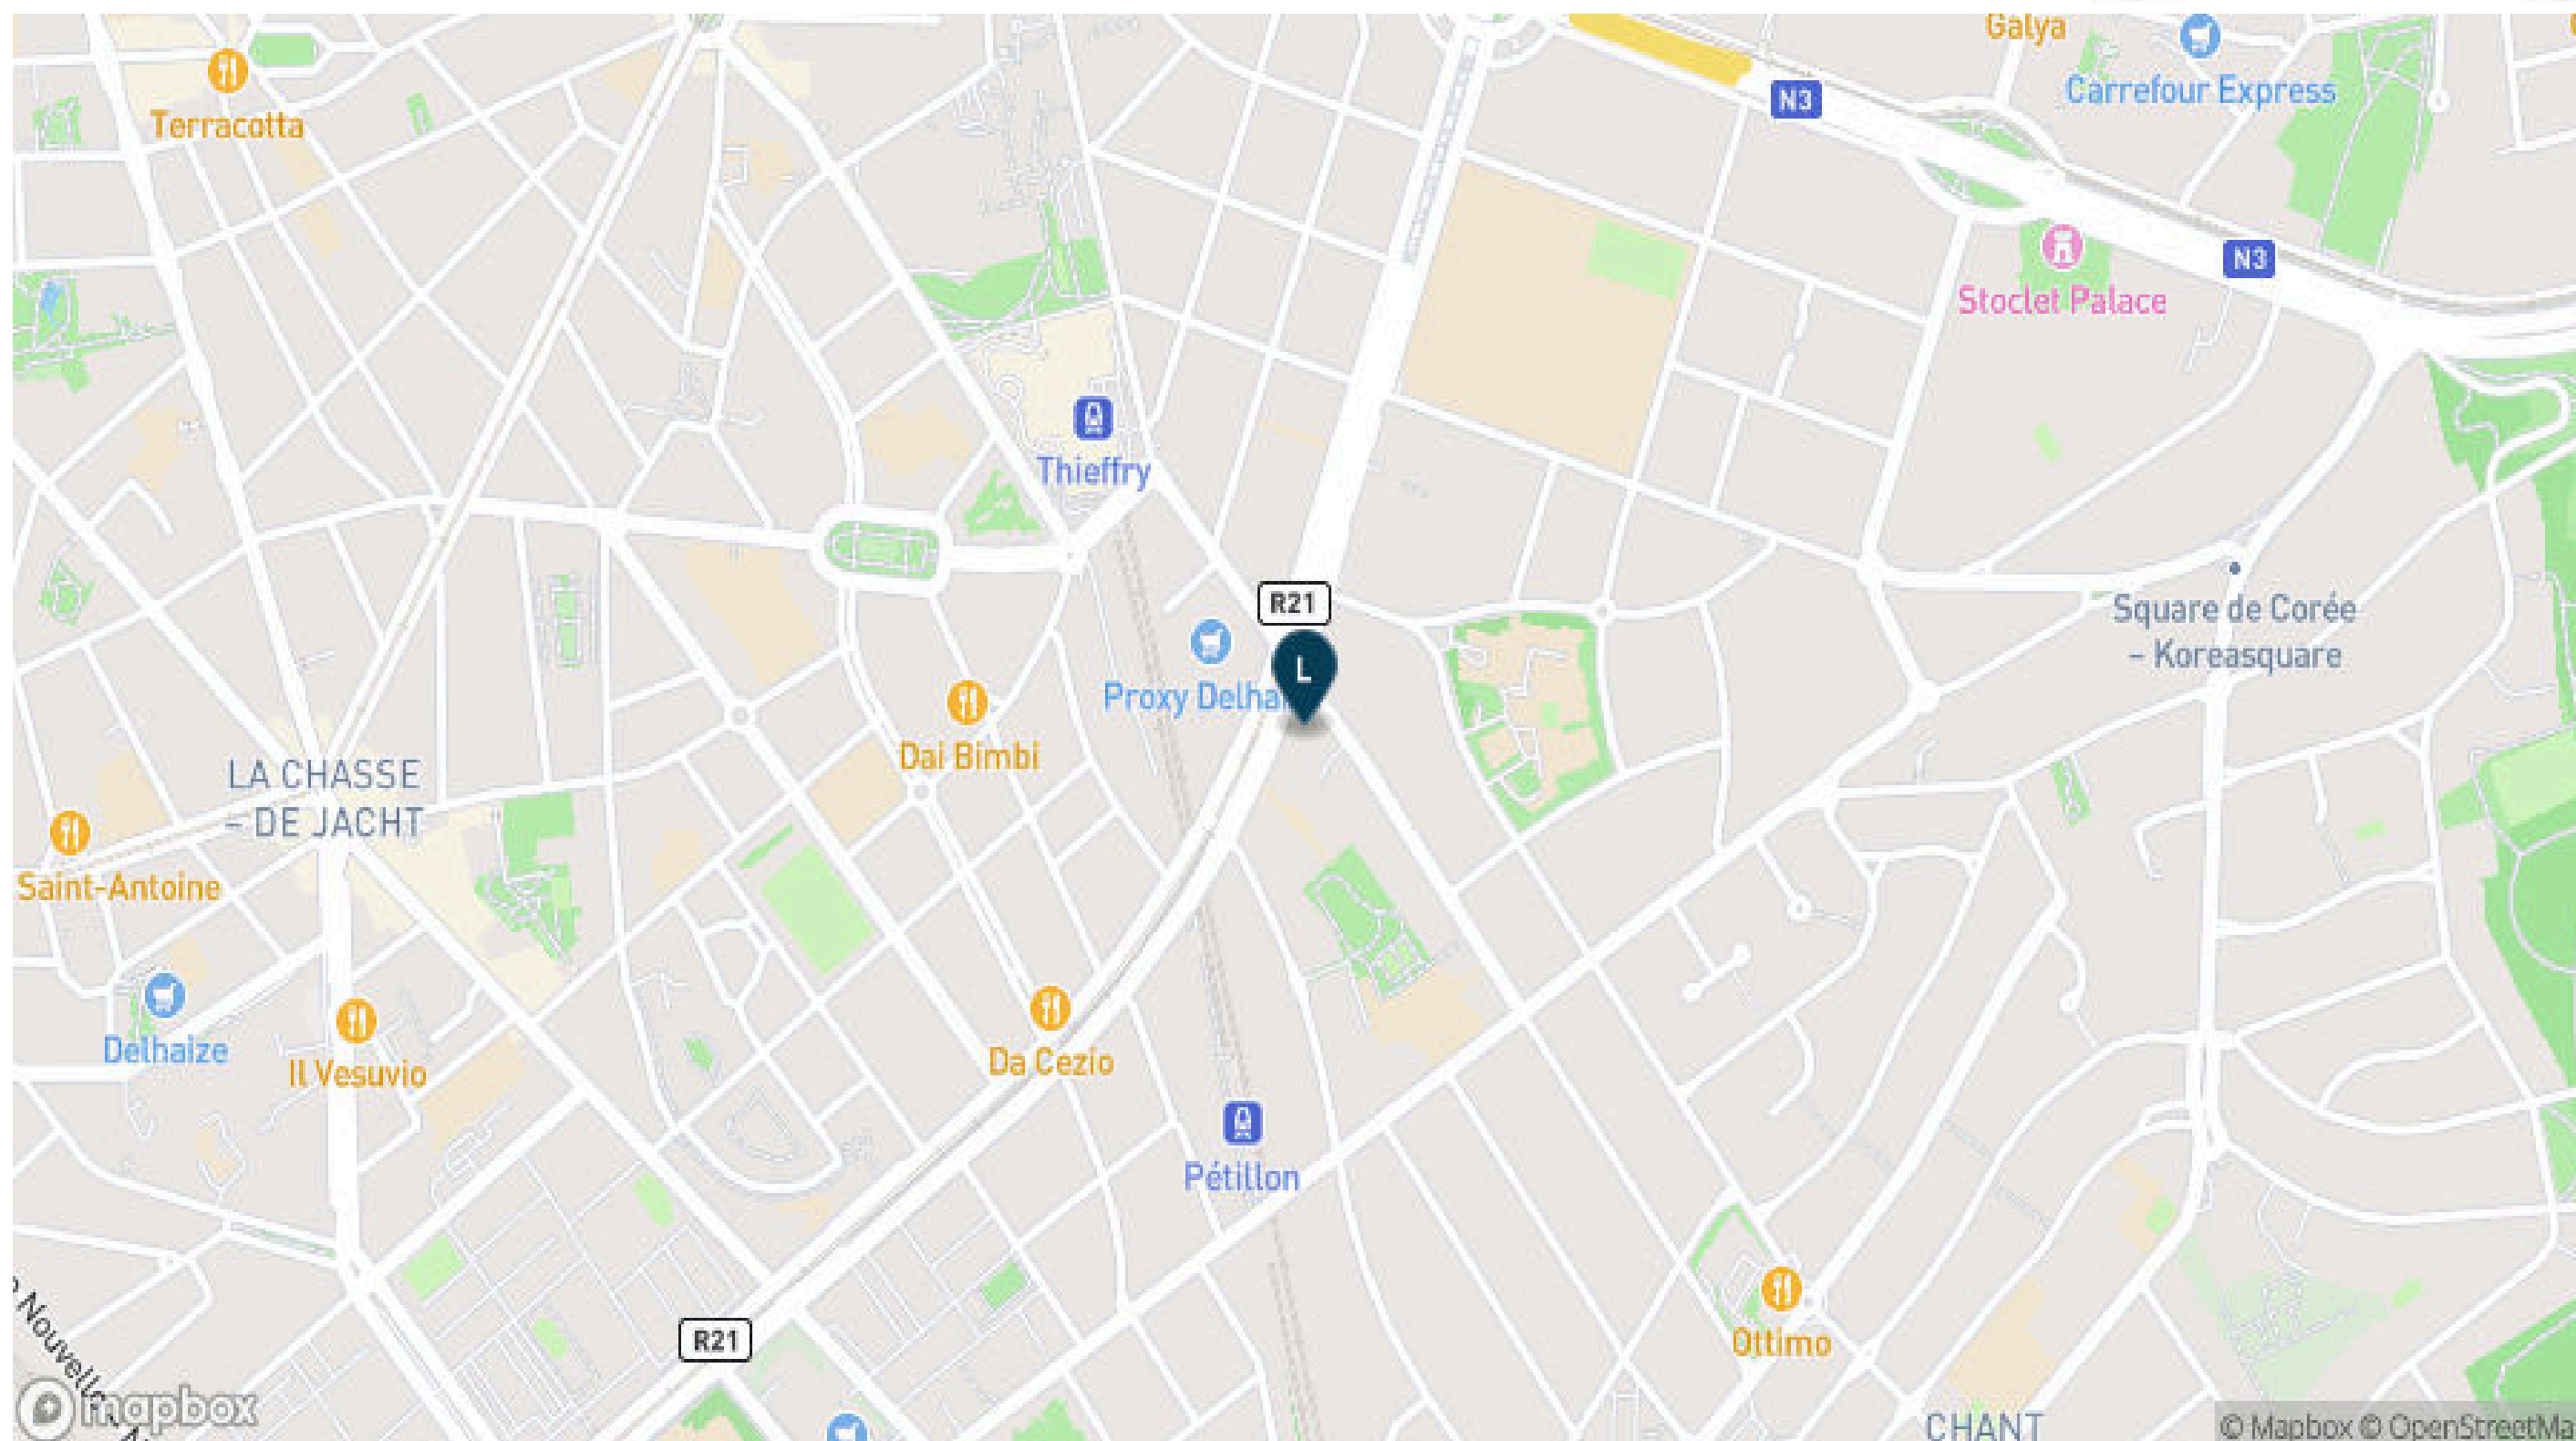 Galya
Carrefour Express
N3
Terracotta
N3
Stoclet Palace
Thieffry
R21
Square de Corée
– Koreasquare
L
Proxy Delha
Dai Bimbi
LA CHASSE
– DE JACHT
Saint-Antoine
Delhaize
Il Vesuvio
Da Cezio
Pétillon
Nouvelle
R21
Ottimo
CHANT
mapbox
© Mapbox © OpenStreetMa